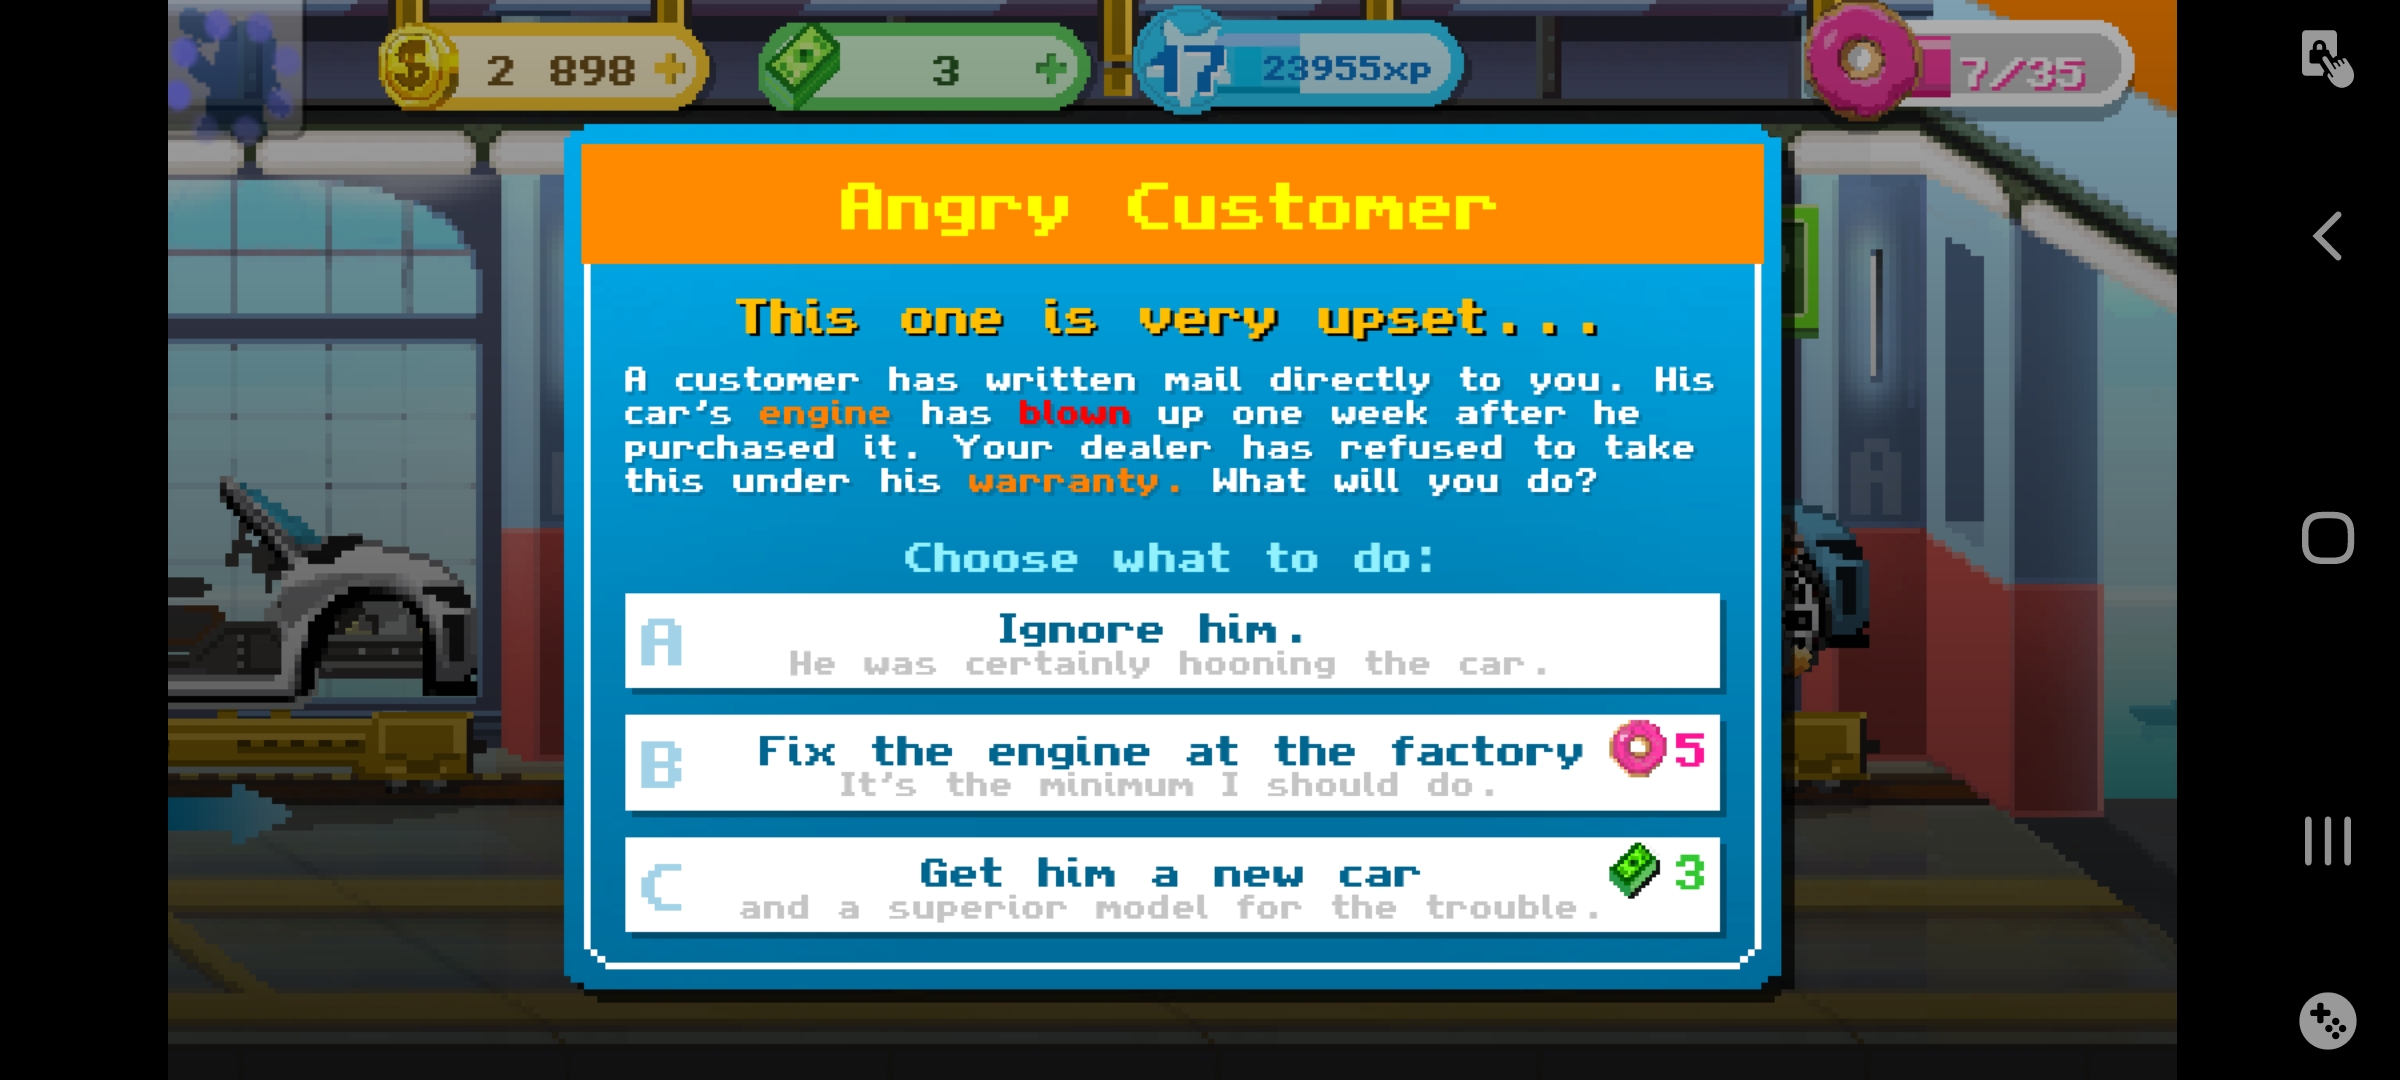 2 898 +
3 +
17 23955xp
7/35
Angry Customer
This one is very upset...
A customer has written mail directly to you. His
car's engine has blown up one week after he
purchased it. Your dealer has refused to take
this under his warranty. What will you do?
Choose what to do:
A Ignore him.
He was certainly hooning the car.
B Fix the engine at the factory 5
It's the minimum I should do.
C Get him a new car 3
and a superior model for the trouble.
A